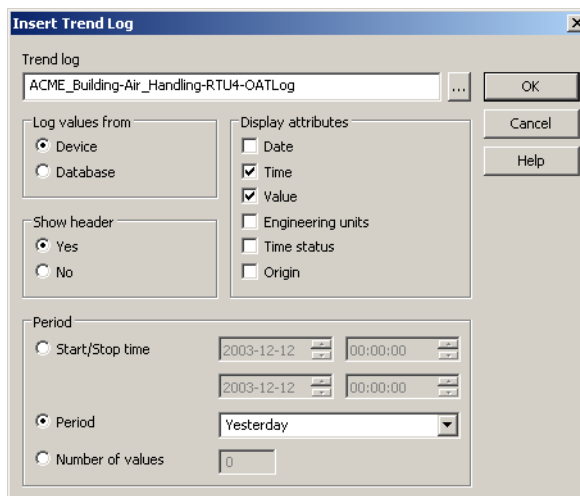 Insert Trend Log
Trend log
ACME_Building-Air_Handling-RTU4-OATLog
...
OK
Log values from
Device
Database
Display attributes
Date
Time
Value
Engineering units
Time status
Origin
Cancel
Help
Show header
Yes
No
Period
Start/Stop time
2003-12-12 00:00:00
2003-12-12 00:00:00
Period Yesterday
Number of values 0